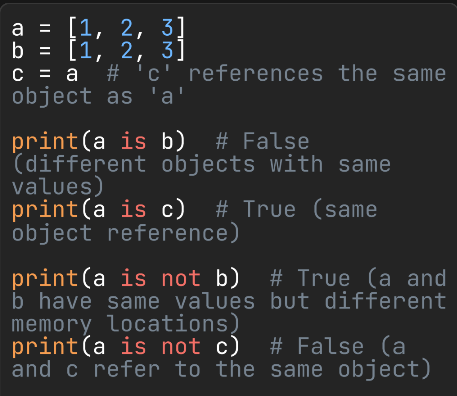 a = [1, 2, 3]
b = [1, 2, 3]
c = a  # 'c' references the same
object as 'a'
print(a is b)  # False
(different objects with same
values)
print(a is c)  # True (same
object reference)
print(a is not b)  # True (a and
b have same values but different
memory locations)
print(a is not c)  # False (a
and c refer to the same object)